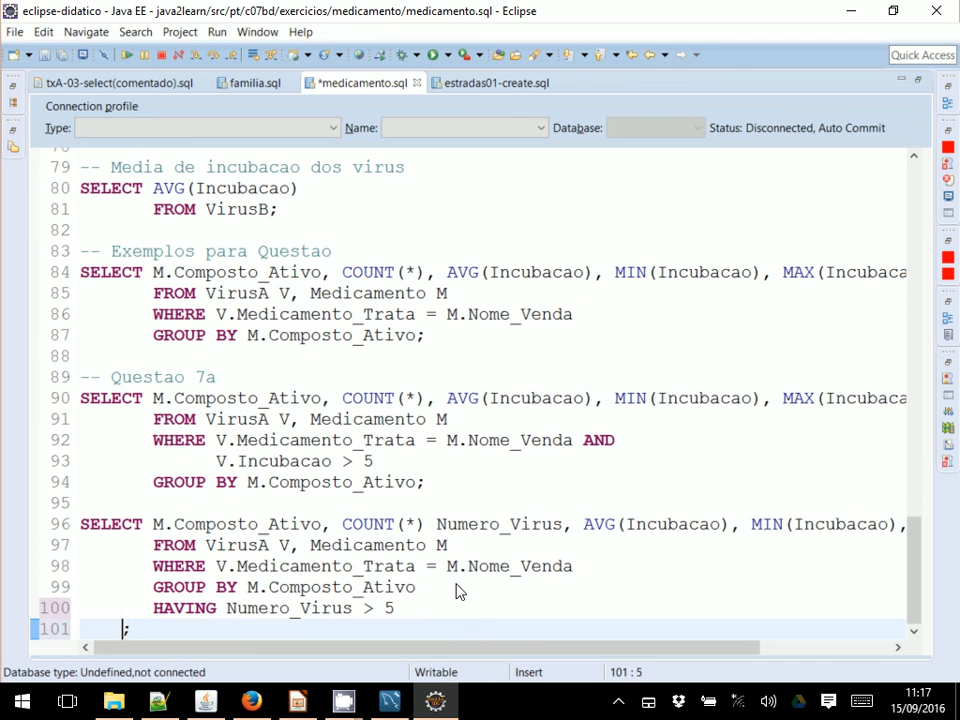 eclipse-didatico - Java EE - java2learn/src/pt/c07bd/exercicios/medicamento/medicamento.sql - Eclipse
File Edit Navigate Search Project Run Window Help
Quick Access
txA-03-select(comentado).sql familia.sql *medicamento.sql estradas01-create.sql
Connection profile
Type: Name: Database: Status: Disconnected, Auto Commit
79 -- Media de incubacao dos virus
80 SELECT AVG(Incubacao)
81 FROM VirusB;
82
83 -- Exemplos para Questao
84 SELECT M.Composto_Ativo, COUNT(*), AVG(Incubacao), MIN(Incubacao), MAX(Incubaca
85 FROM VirusA V, Medicamento M
86 WHERE V.Medicamento_Trata = M.Nome_Venda
87 GROUP BY M.Composto_Ativo;
88
89 -- Questao 7a
90 SELECT M.Composto_Ativo, COUNT(*), AVG(Incubacao), MIN(Incubacao), MAX(Incubaca
91 FROM VirusA V, Medicamento M
92 WHERE V.Medicamento_Trata = M.Nome_Venda AND
93 V.Incubacao > 5
94 GROUP BY M.Composto_Ativo;
95
96 SELECT M.Composto_Ativo, COUNT(*) Numero_Virus, AVG(Incubacao), MIN(Incubacao),
97 FROM VirusA V, Medicamento M
98 WHERE V.Medicamento_Trata = M.Nome_Venda
99 GROUP BY M.Composto_Ativo
100 HAVING Numero_Virus > 5
101 ;
Database type: Undefined,not connected Writable Insert 101 : 5
11:17
15/09/2016